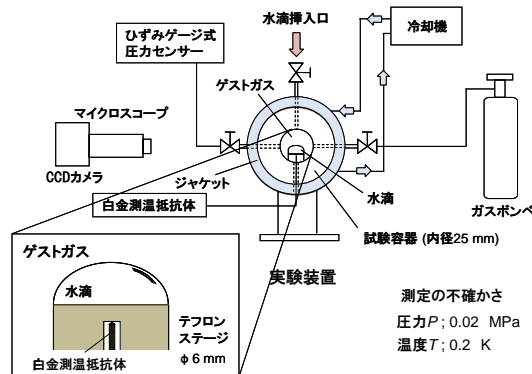 水滴挿入口
冷却機
ひずみゲージ式
圧力センサー
ゲストガス
マイクロスコープ
CCDカメラ
ジャケット
白金測温抵抗体
水滴
ガスボンベ
試験容器 (内径25 mm)
実験装置
ゲストガス
水滴
テフロン
ステージ
φ6mm
白金測温抵抗体
測定の不確かさ
圧力P ; 0.02 MPa
温度T ; 0.2 K